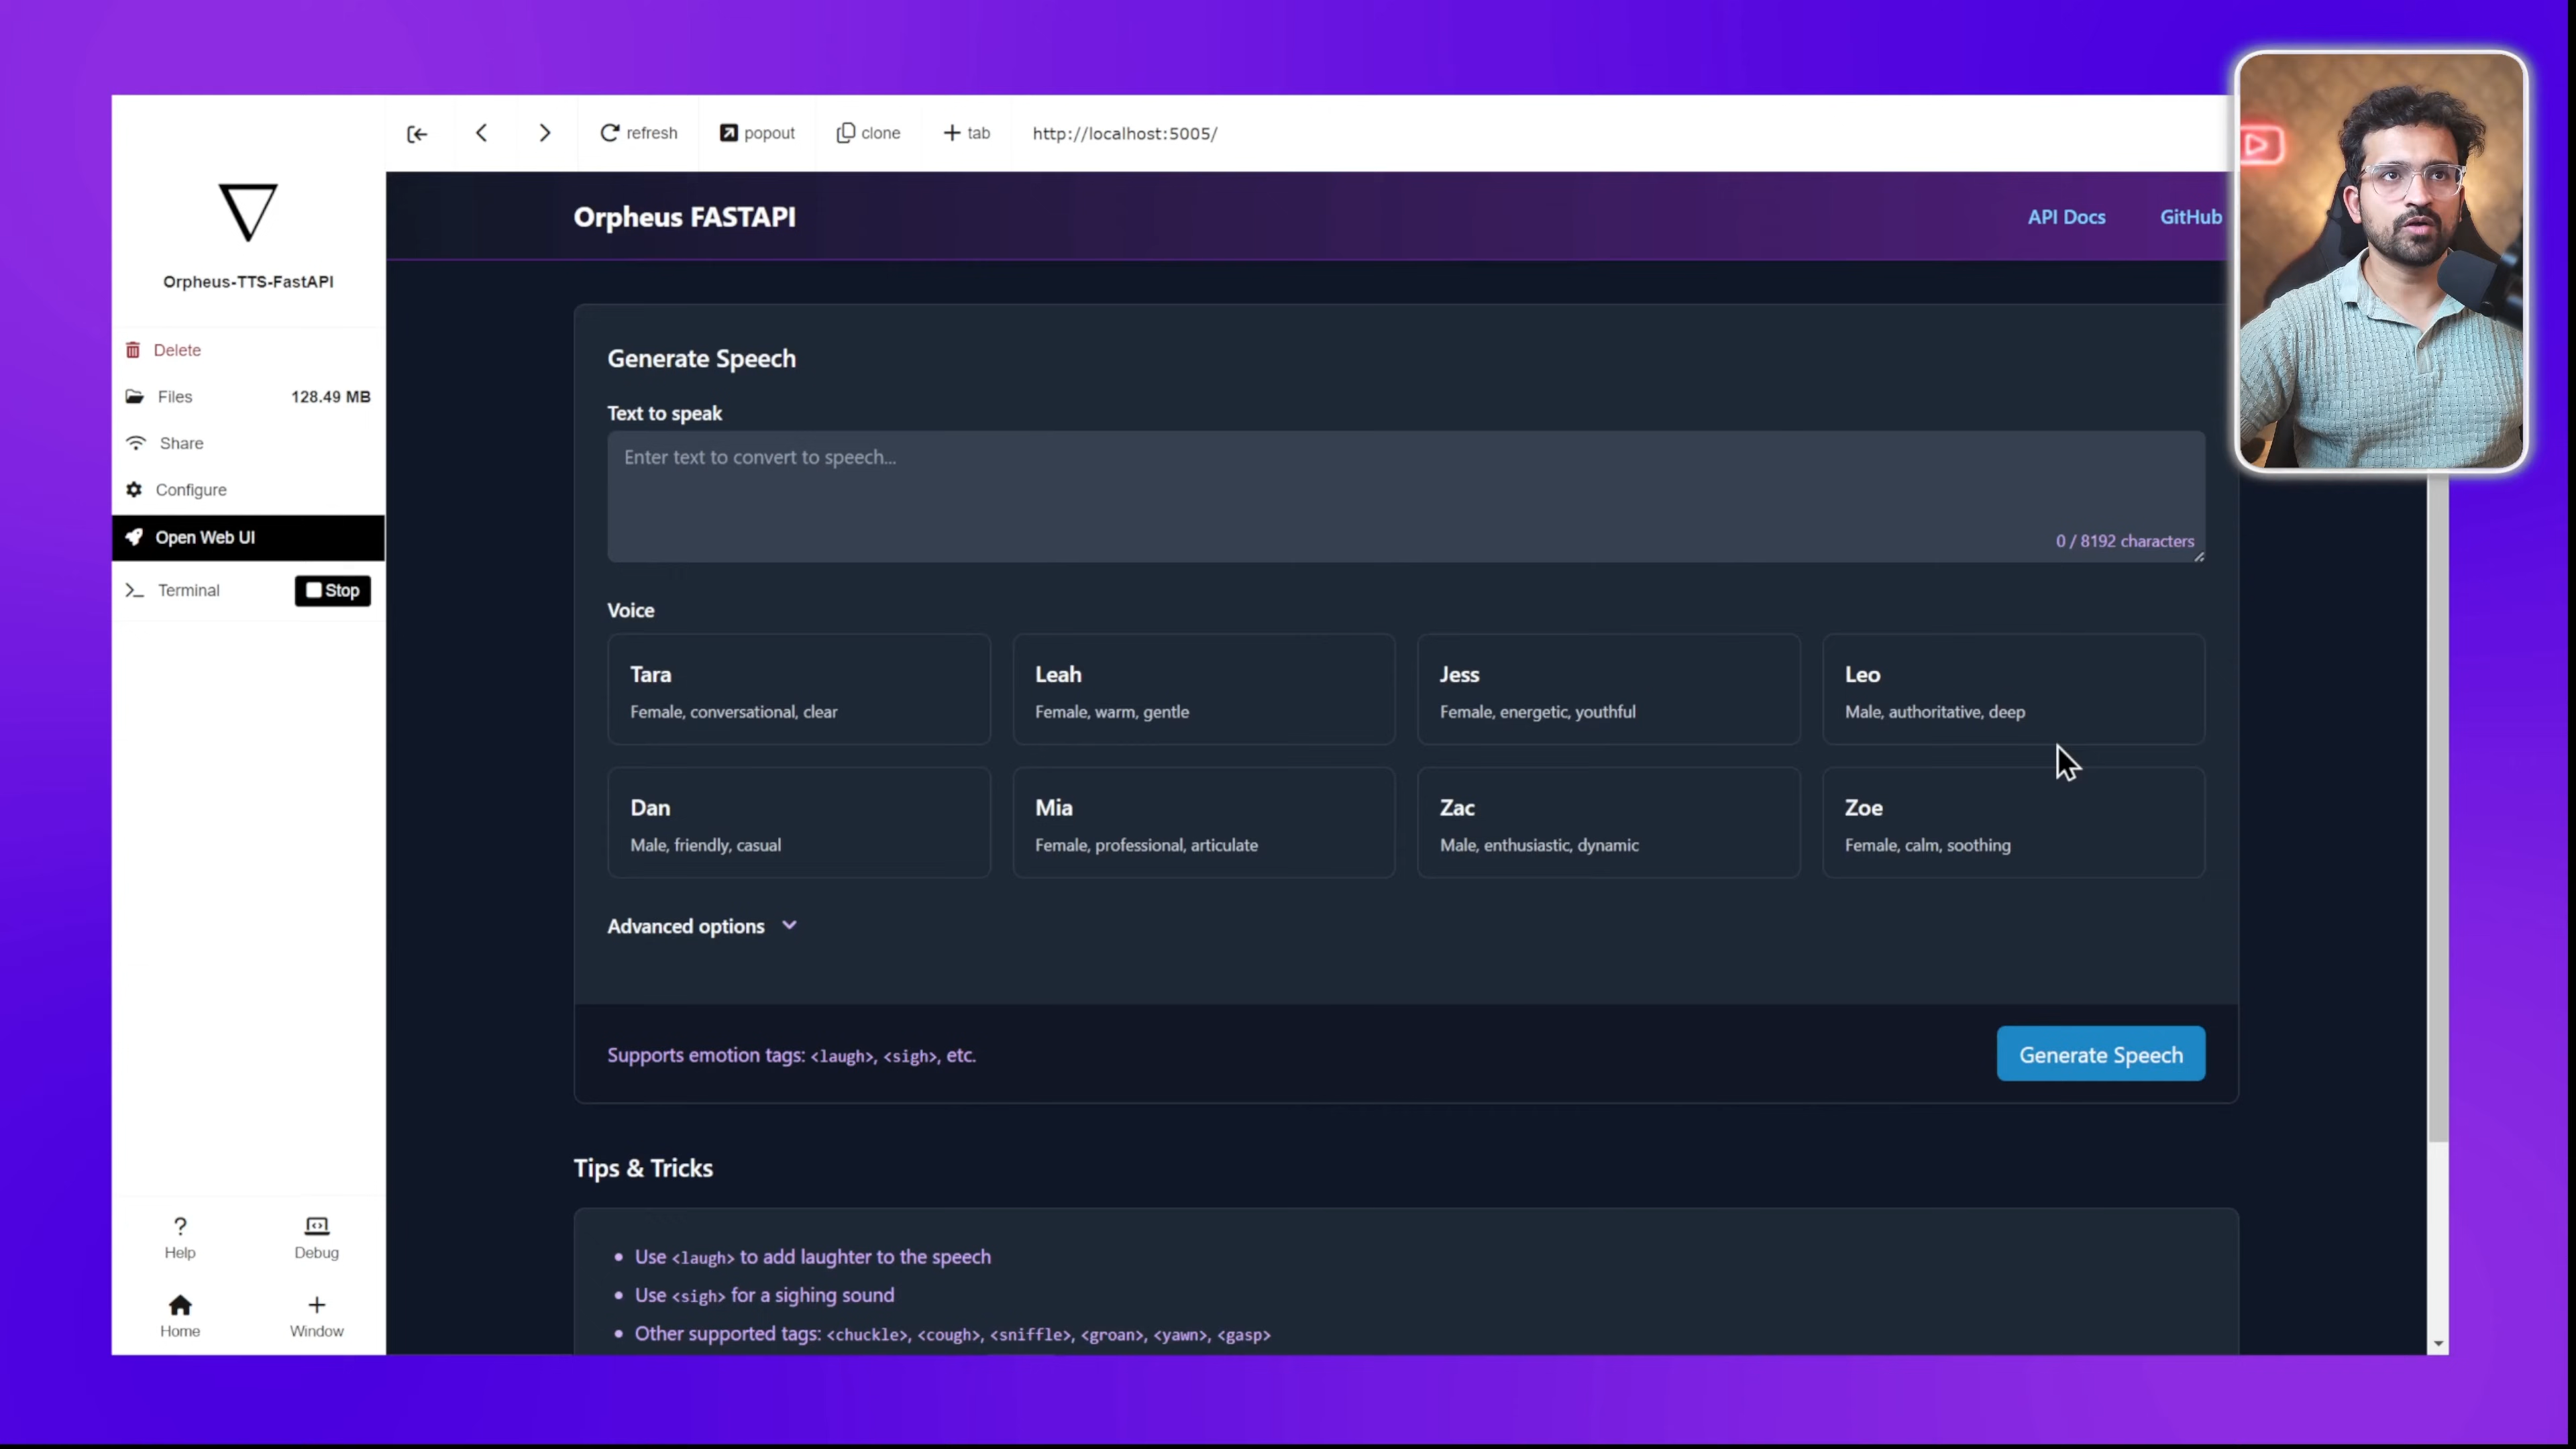 refresh
popout
clone
tab
http://localhost:5005/
Orpheus-TTS-FastAPI
Delete
Files 128.49 MB
Share
Configure
Open Web UI
Terminal Stop
? Help
Debug
Home
Window
Orpheus FASTAPI
API Docs GitHub
Generate Speech
Text to speak
Enter text to convert to speech...
0 / 8192 characters
Voice
Tara
Female, conversational, clear
Leah
Female, warm, gentle
Jess
Female, energetic, youthful
Leo
Male, authoritative, deep
Dan
Male, friendly, casual
Mia
Female, professional, articulate
Zac
Male, enthusiastic, dynamic
Zoe
Female, calm, soothing
Advanced options
Supports emotion tags: <laugh>, <sigh>, etc.
Generate Speech
Tips & Tricks
• Use <laugh> to add laughter to the speech
• Use <sigh> for a sighing sound
• Other supported tags: <chuckle>, <cough>, <sniffle>, <groan>, <yawn>, <gasp>